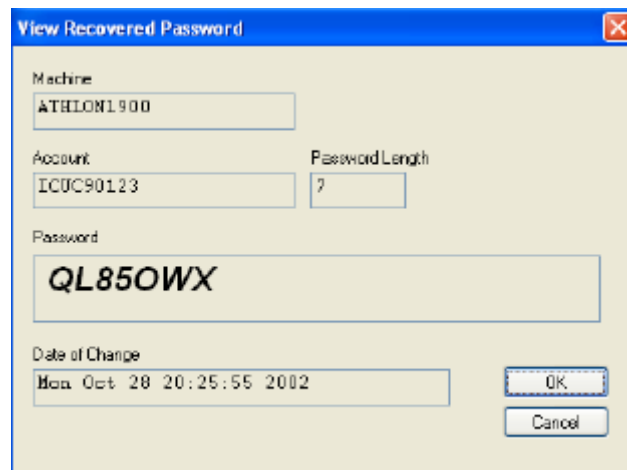 View Recovered Password
Machine
ATHLON1900
Account
Password Length
ICUC90123
7
Password
QL85OWX
Date of Change
Mon Oct 28 20:25:55 2002
OK
Cancel